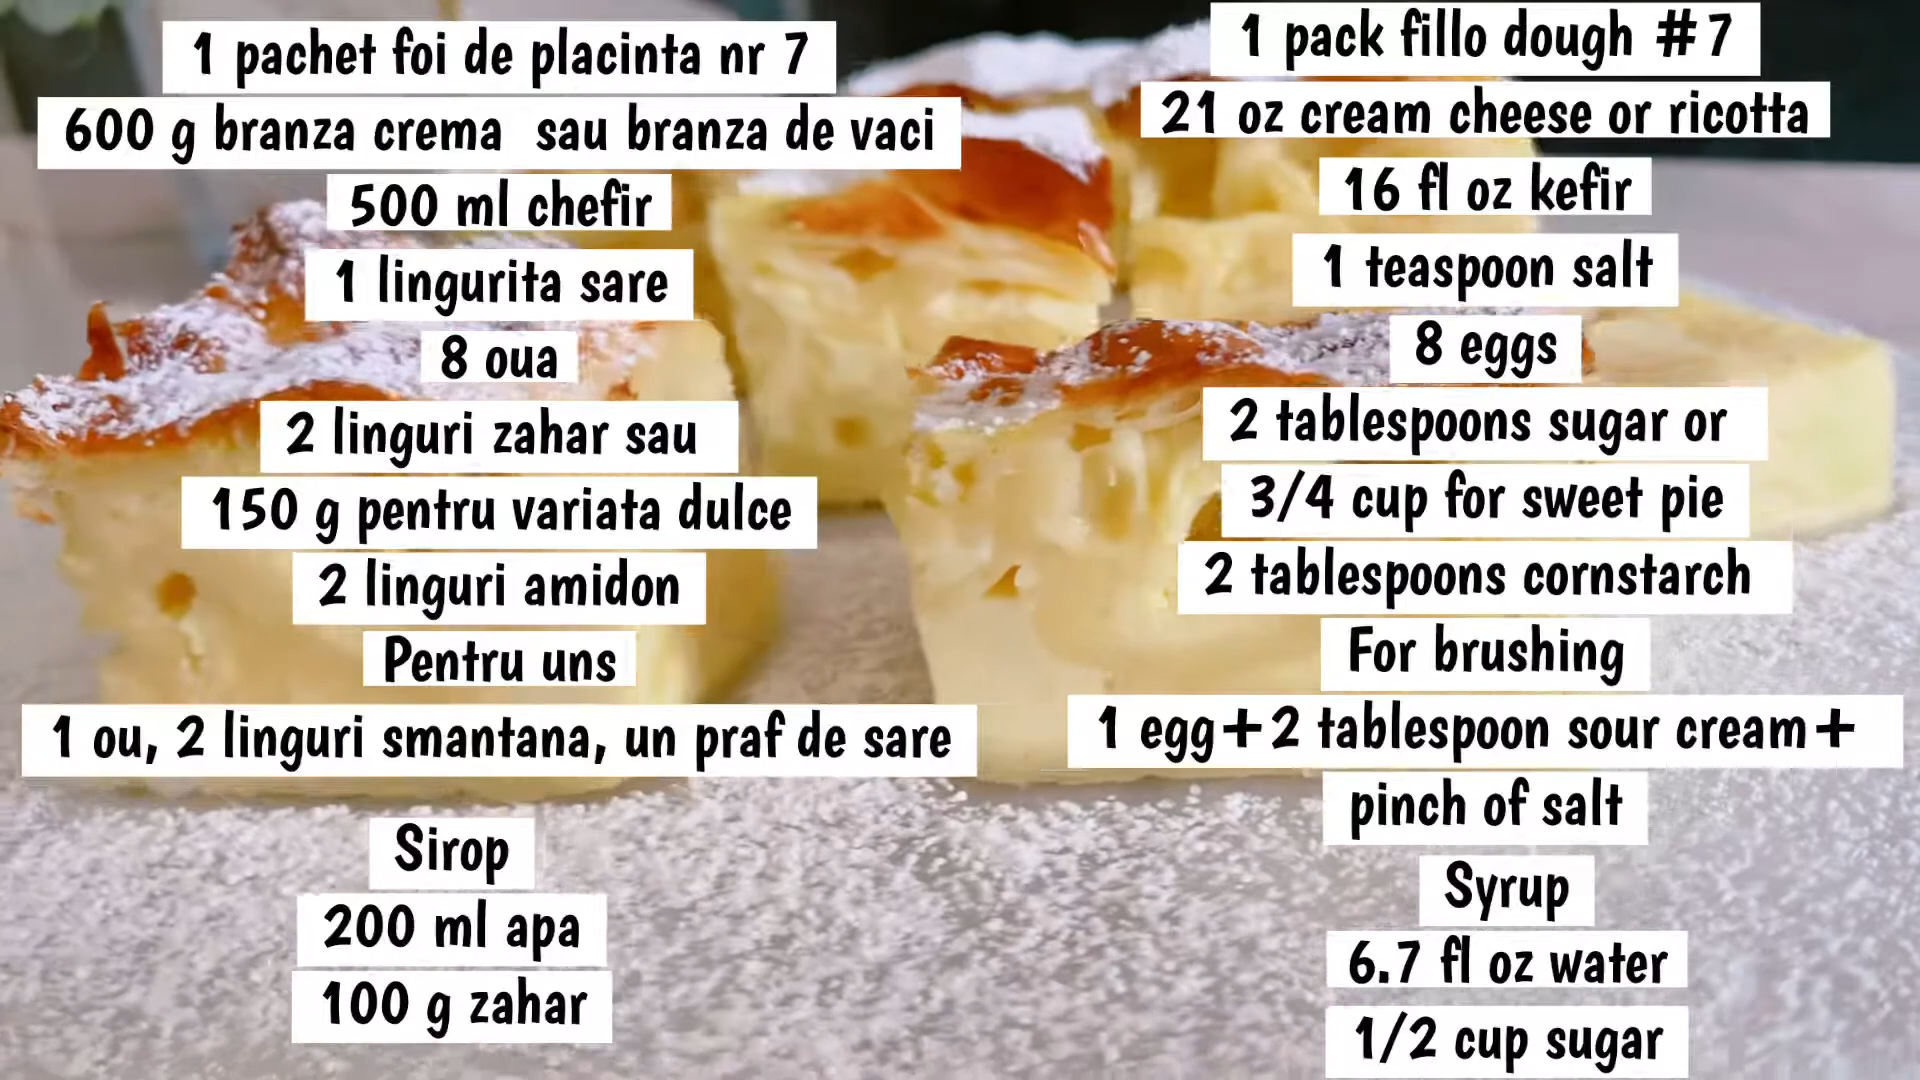 1 pachet foi de placinta nr 7
600 g branza crema sau branza de vaci
500 ml chefir
1 lingurita sare
8 oua
2 linguri zahar sau
150 g pentru variata dulce
2 linguri amidon
Pentru uns
1 ou, 2 linguri smantana, un praf de sare
Sirop
200 ml apa
100 g zahar
1 pack fillo dough #7
21 oz cream cheese or ricotta
16 fl oz kefir
1 teaspoon salt
8 eggs
2 tablespoons sugar or
3/4 cup for sweet pie
2 tablespoons cornstarch
For brushing
1 egg+2 tablespoon sour cream+
pinch of salt
Syrup
6.7 fl oz water
1/2 cup sugar